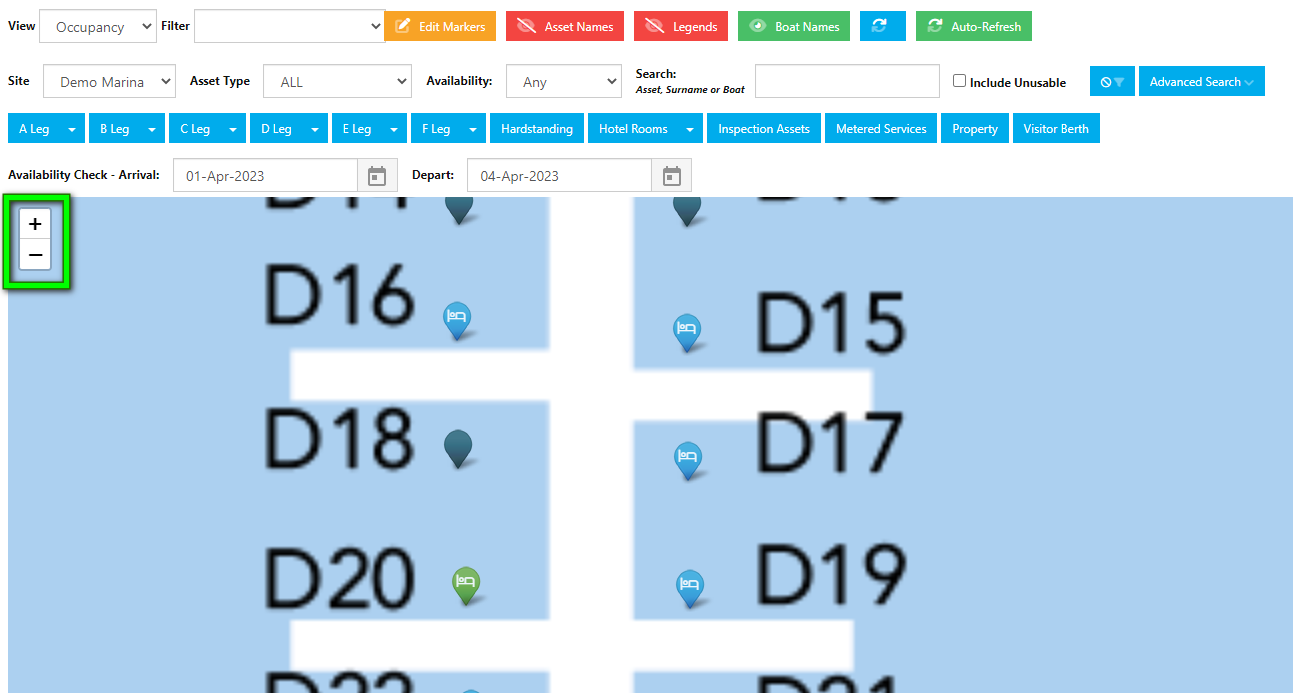 View Occupancy Filter Edit Markers Asset Names Legends Boat Names Auto-Refresh
Site Demo Marina Asset Type ALL Availability: Any Search: Asset, Surname or Boat Include Unusable Advanced Search
A Leg B Leg C Leg D Leg E Leg F Leg Hardstanding Hotel Rooms Inspection Assets Metered Services Property Visitor Berth
Availability Check - Arrival: 01-Apr-2023 Depart: 04-Apr-2023
+
−
D16
D15
D18
D17
D20
D19